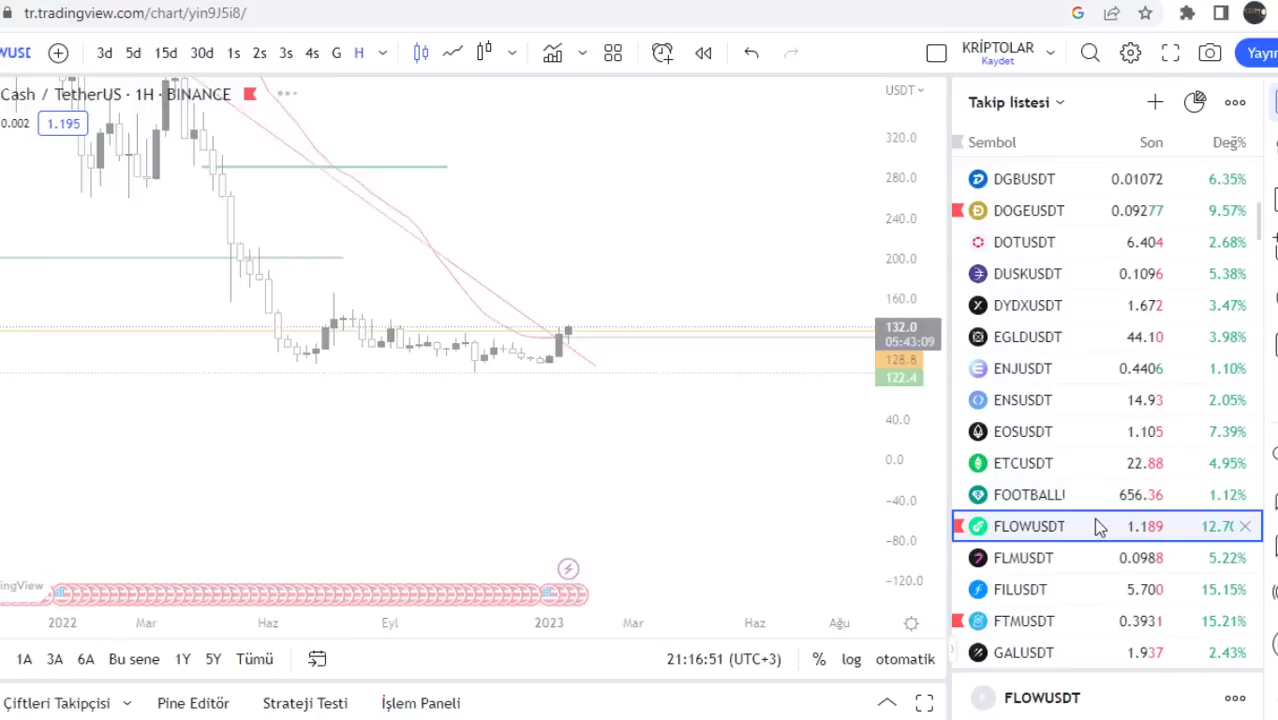 tr.tradingview.com/chart/yin9J5i8/
WUSD 3d 5d 15d 30d 1s 2s 3s 4s G H KRİPTOLAR Kaydet Yayın
Cash / TetherUS · 1H · BINANCE USDT
0.002 1.195
320.0
280.0
240.0
200.0
160.0
132.0
05:43:09
128.8
122.4
40.0
0.0
−40.0
−80.0
−120.0
ingView
2022 Mar Haz Eyl 2023 Mar Haz Ağu
1A 3A 6A Bu sene 1Y 5Y Tümü 21:16:51 (UTC+3) % log otomatik
Çiftleri Takipçisi Pine Editör Strateji Testi İşlem Paneli
Takip listesi
Sembol Son Değ%
DGBUSDT 0.01072 6.35%
DOGEUSDT 0.09277 9.57%
DOTUSDT 6.404 2.68%
DUSKUSDT 0.1096 5.38%
DYDXUSDT 1.672 3.47%
EGLDUSDT 44.10 3.98%
ENJUSDT 0.4406 1.10%
ENSUSDT 14.93 2.05%
EOSUSDT 1.105 7.39%
ETCUSDT 22.88 4.95%
FOOTBALL 656.36 1.12%
FLOWUSDT 1.189 12.70
FLMUSDT 0.0988 5.22%
FILUSDT 5.700 15.15%
FTMUSDT 0.3931 15.21%
GALUSDT 1.937 2.43%
FLOWUSDT